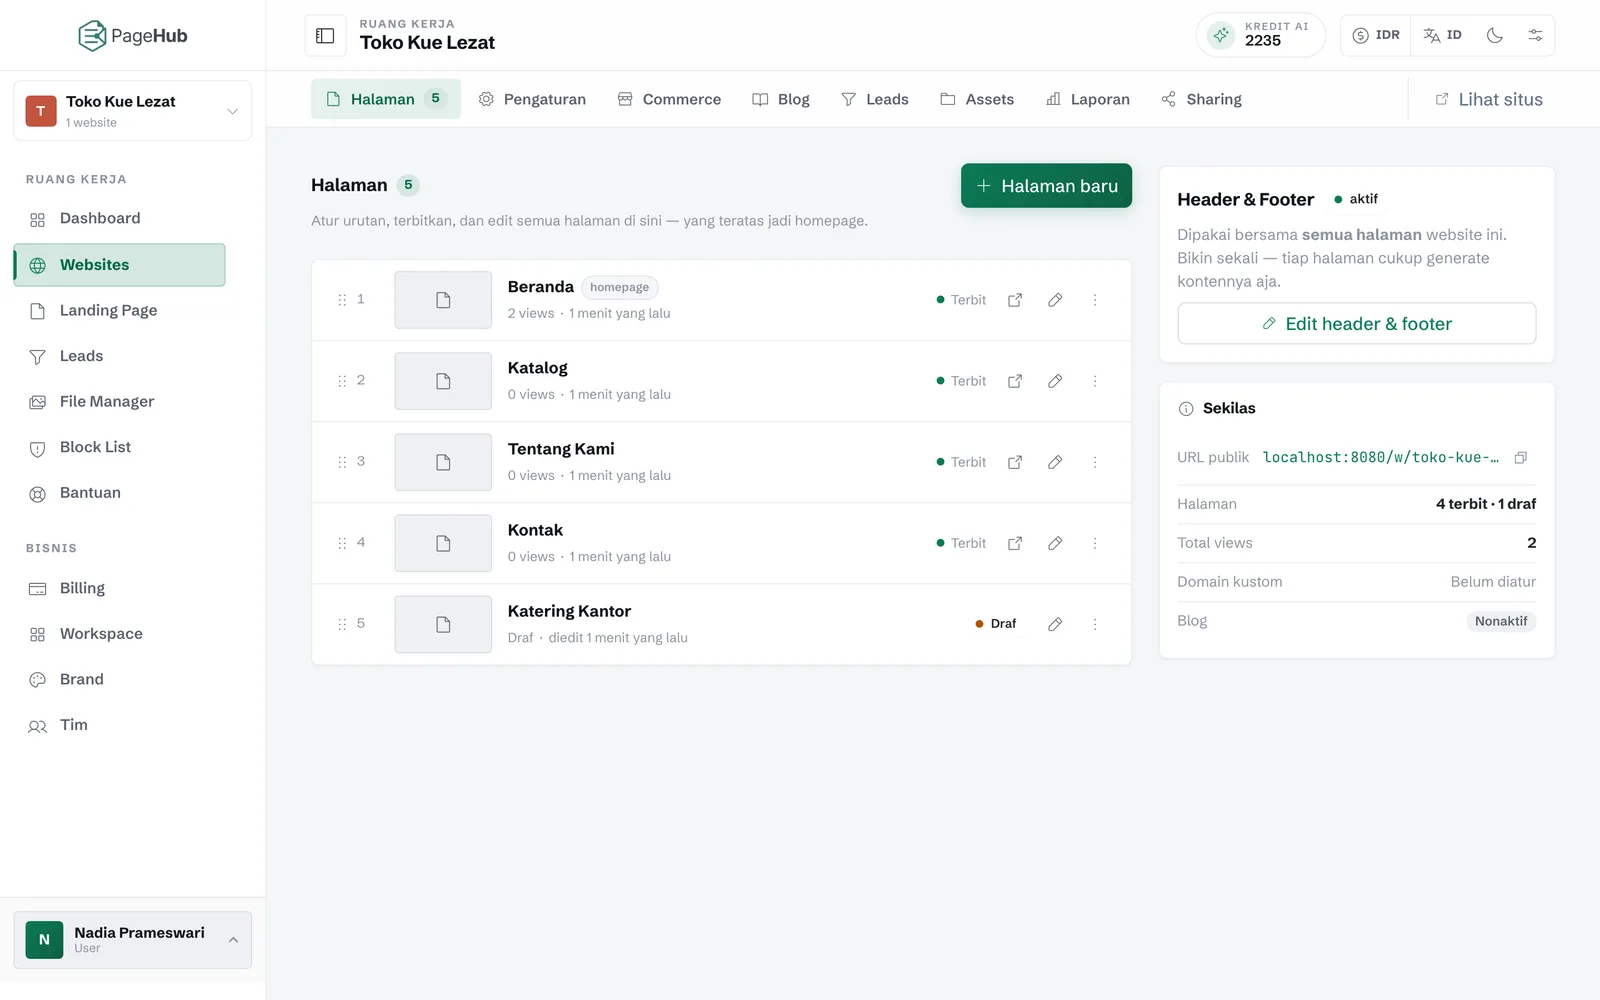 PageHub
RUANG KERJA
Toko Kue Lezat
KREDIT AI
2235
IDR
ID
T
Toko Kue Lezat
1 website
RUANG KERJA
Dashboard
Websites
Landing Page
Leads
File Manager
Block List
Bantuan
BISNIS
Billing
Workspace
Brand
Tim
N
Nadia Prameswari
User
Halaman 5
Pengaturan
Commerce
Blog
Leads
Assets
Laporan
Sharing
Lihat situs
Halaman 5
Atur urutan, terbitkan, dan edit semua halaman di sini — yang teratas jadi homepage.
+ Halaman baru
1
Beranda homepage
2 views · 1 menit yang lalu
Terbit
2
Katalog
0 views · 1 menit yang lalu
Terbit
3
Tentang Kami
0 views · 1 menit yang lalu
Terbit
4
Kontak
0 views · 1 menit yang lalu
Terbit
5
Katering Kantor
Draf · diedit 1 menit yang lalu
Draf
Header & Footer aktif
Dipakai bersama semua halaman website ini.
Bikin sekali — tiap halaman cukup generate
kontennya aja.
Edit header & footer
Sekilas
URL publik localhost:8080/w/toko-kue-…
Halaman 4 terbit · 1 draf
Total views 2
Domain kustom Belum diatur
Blog Nonaktif